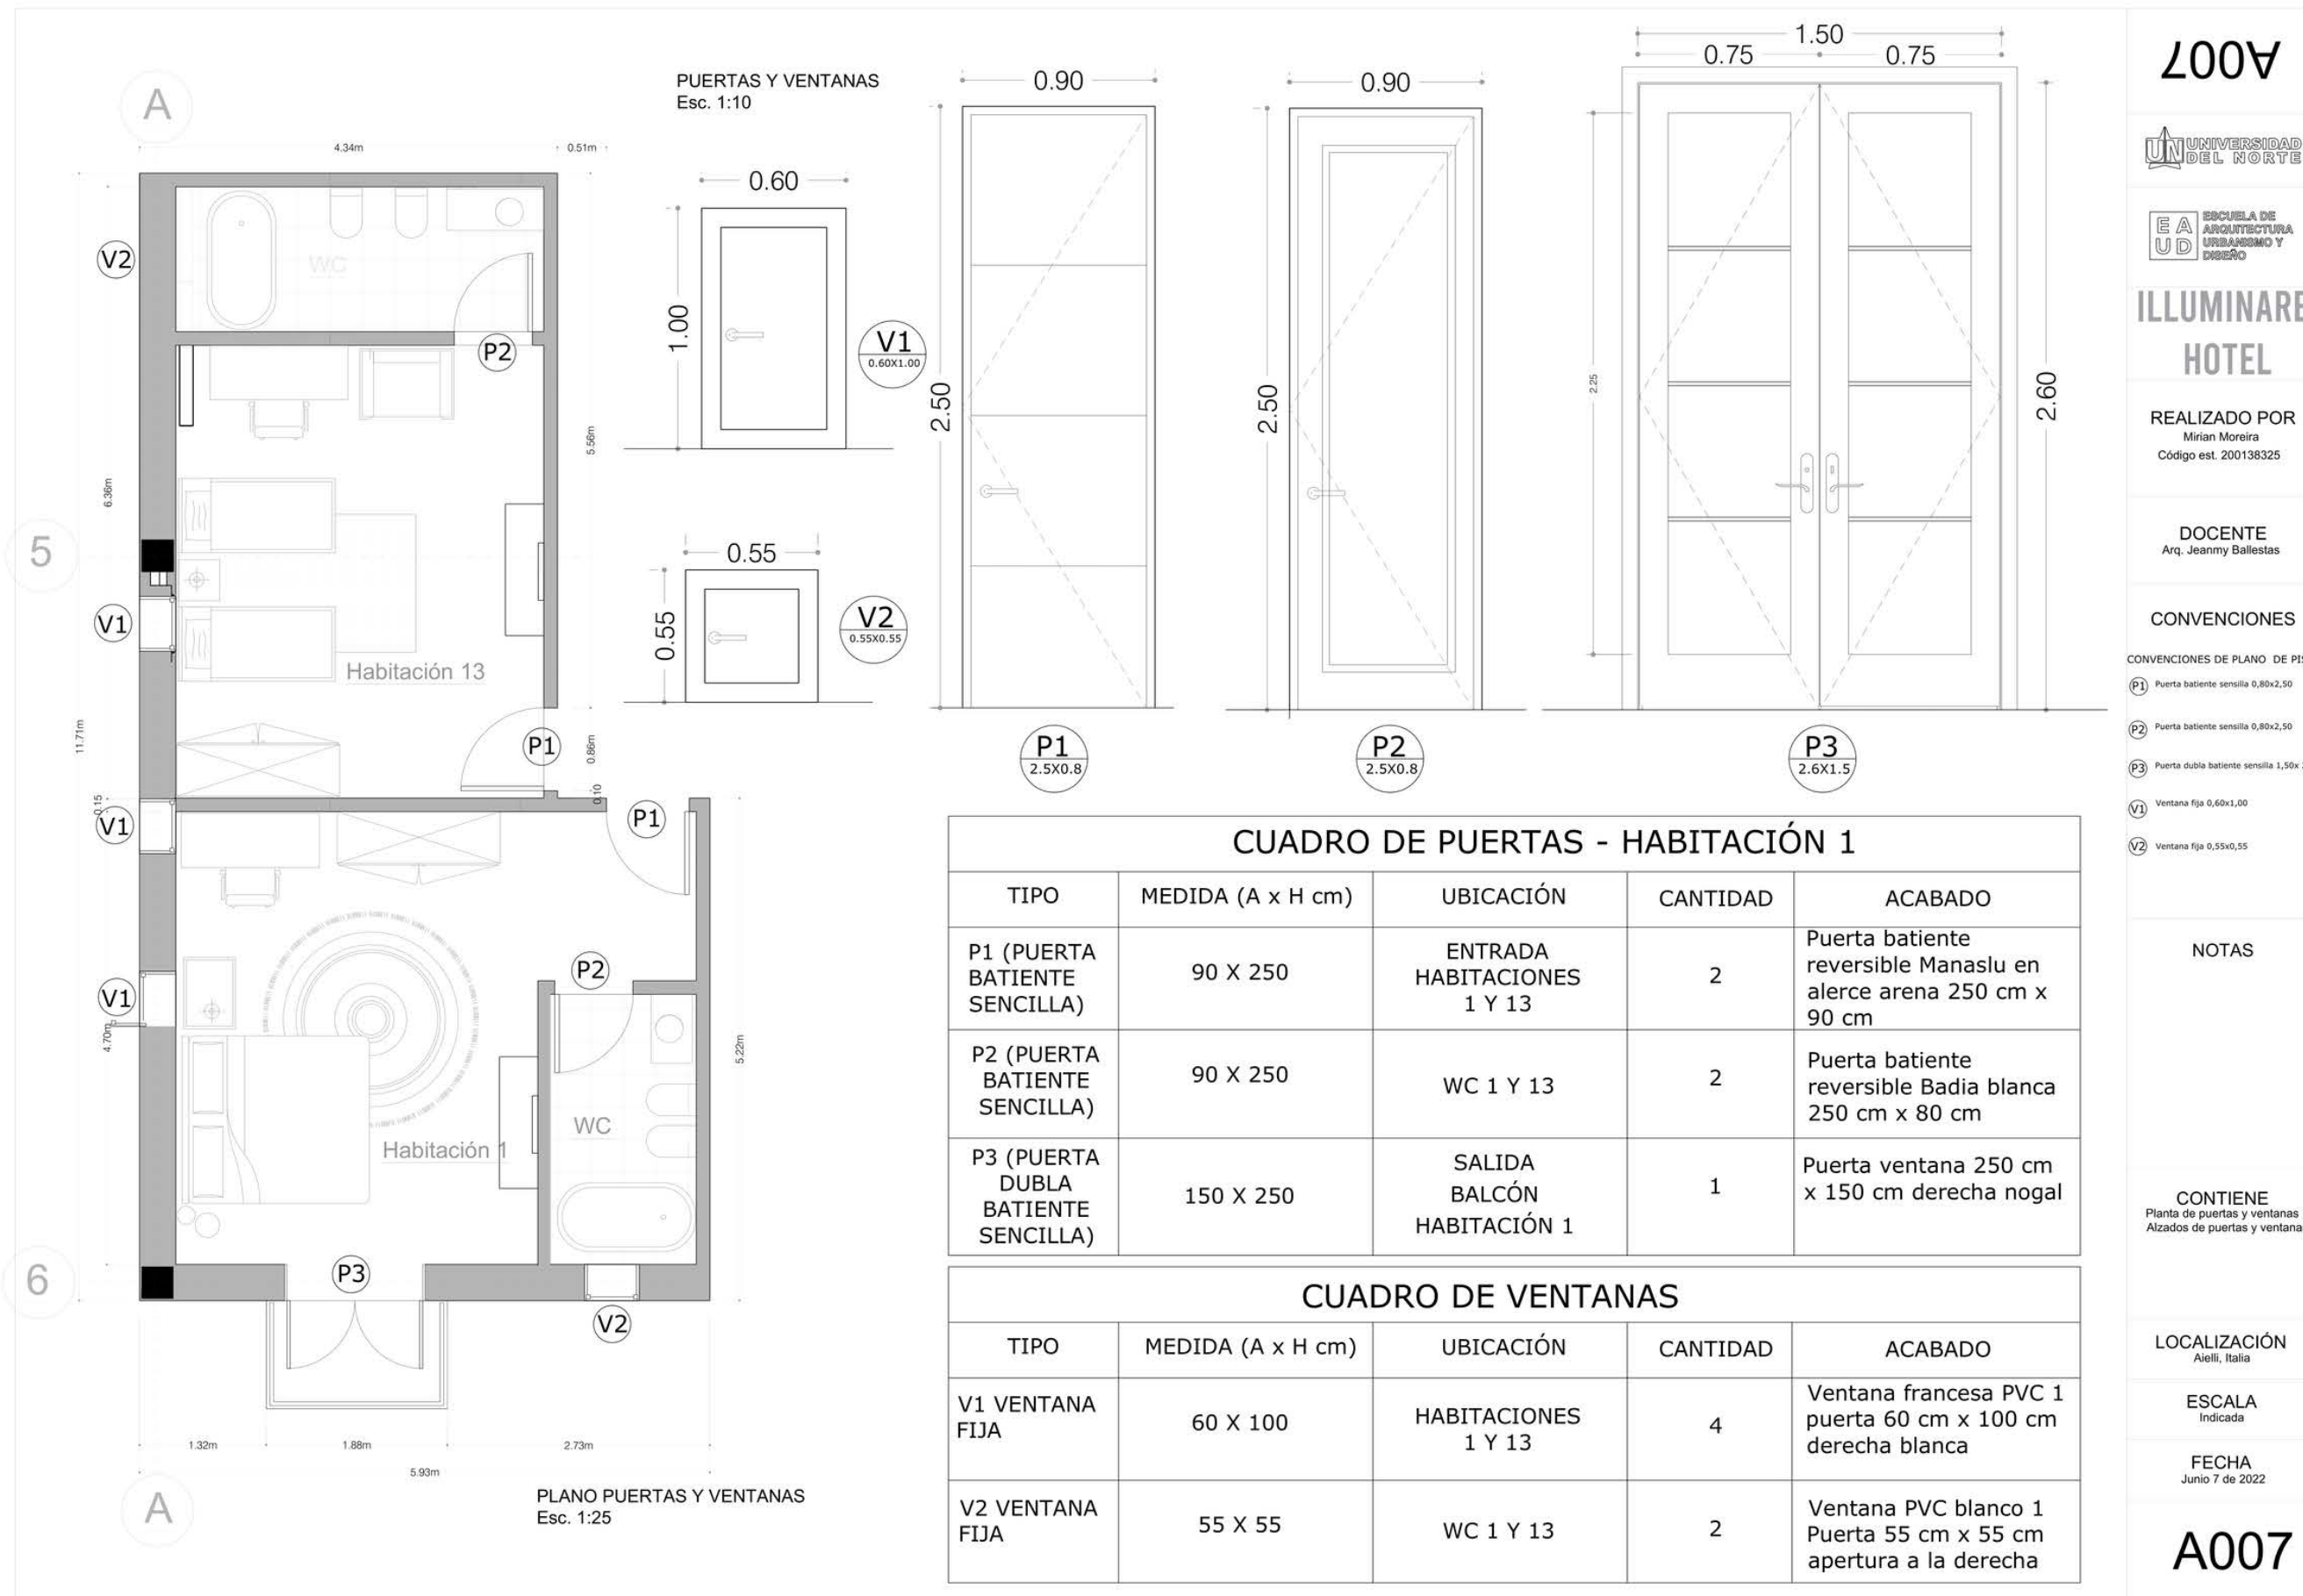 A
4.34m
0.51m
V2
WC
P2
5.56m
6.36m
5
V1
Habitación 13
11.71m
P1
0.86m
0.10
0.15
V1
P1
P2
V1
4.70m
5.22m
WC
Habitación 1
6
P3
V2
1.32m
1.88m
2.73m
5.93m
A
PLANO PUERTAS Y VENTANAS
Esc. 1:25
PUERTAS Y VENTANAS
Esc. 1:10
0.60
1.00
V1
0.60X1.00
0.55
0.55
V2
0.55X0.55
0.90
2.50
P1
2.5X0.8
0.90
2.50
P2
2.5X0.8
1.50
0.75
0.75
2.25
2.60
P3
2.6X1.5
CUADRO DE PUERTAS - HABITACIÓN 1
TIPO
MEDIDA (A x H cm)
UBICACIÓN
CANTIDAD
ACABADO
P1 (PUERTA
BATIENTE
SENCILLA)
90 X 250
ENTRADA
HABITACIONES
1 Y 13
2
Puerta batiente
reversible Manaslu en
alerce arena 250 cm x
90 cm
P2 (PUERTA
BATIENTE
SENCILLA)
90 X 250
WC 1 Y 13
2
Puerta batiente
reversible Badia blanca
250 cm x 80 cm
P3 (PUERTA
DUBLA
BATIENTE
SENCILLA)
150 X 250
SALIDA
BALCÓN
HABITACIÓN 1
1
Puerta ventana 250 cm
x 150 cm derecha nogal
CUADRO DE VENTANAS
TIPO
MEDIDA (A x H cm)
UBICACIÓN
CANTIDAD
ACABADO
V1 VENTANA
FIJA
60 X 100
HABITACIONES
1 Y 13
4
Ventana francesa PVC 1
puerta 60 cm x 100 cm
derecha blanca
V2 VENTANA
FIJA
55 X 55
WC 1 Y 13
2
Ventana PVC blanco 1
Puerta 55 cm x 55 cm
apertura a la derecha
A007
UN UNIVERSIDAD
DEL NORTE
EA
UD
ESCUELA DE
ARQUITECTURA
URBANISMO Y
DISEÑO
ILLUMINARE
HOTEL
REALIZADO POR
Mirian Moreira
Código est. 200138325
DOCENTE
Arq. Jeanmy Ballestas
CONVENCIONES
CONVENCIONES DE PLANO DE
P1 Puerta batiente sensilla 0,80x2,50
P2 Puerta batiente sensilla 0,80x2,50
P3 Puerta dubla batiente sensilla 1,50x
V1 Ventana fija 0,60x1,00
V2 Ventana fija 0,55x0,55
NOTAS
CONTIENE
Planta de puertas y ventanas
Alzados de puertas y ventana
LOCALIZACIÓN
Aielli, Italia
ESCALA
Indicada
FECHA
Junio 7 de 2022
A007